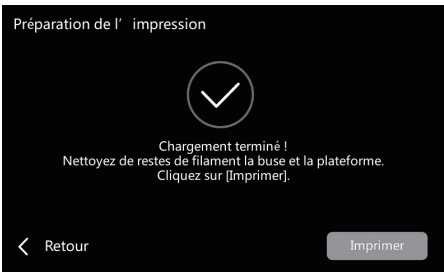 Préparation de l’ impression
Chargement terminé !
Nettoyez de restes de filament la buse et la plateforme.
Cliquez sur [Imprimer].
Retour
Imprimer